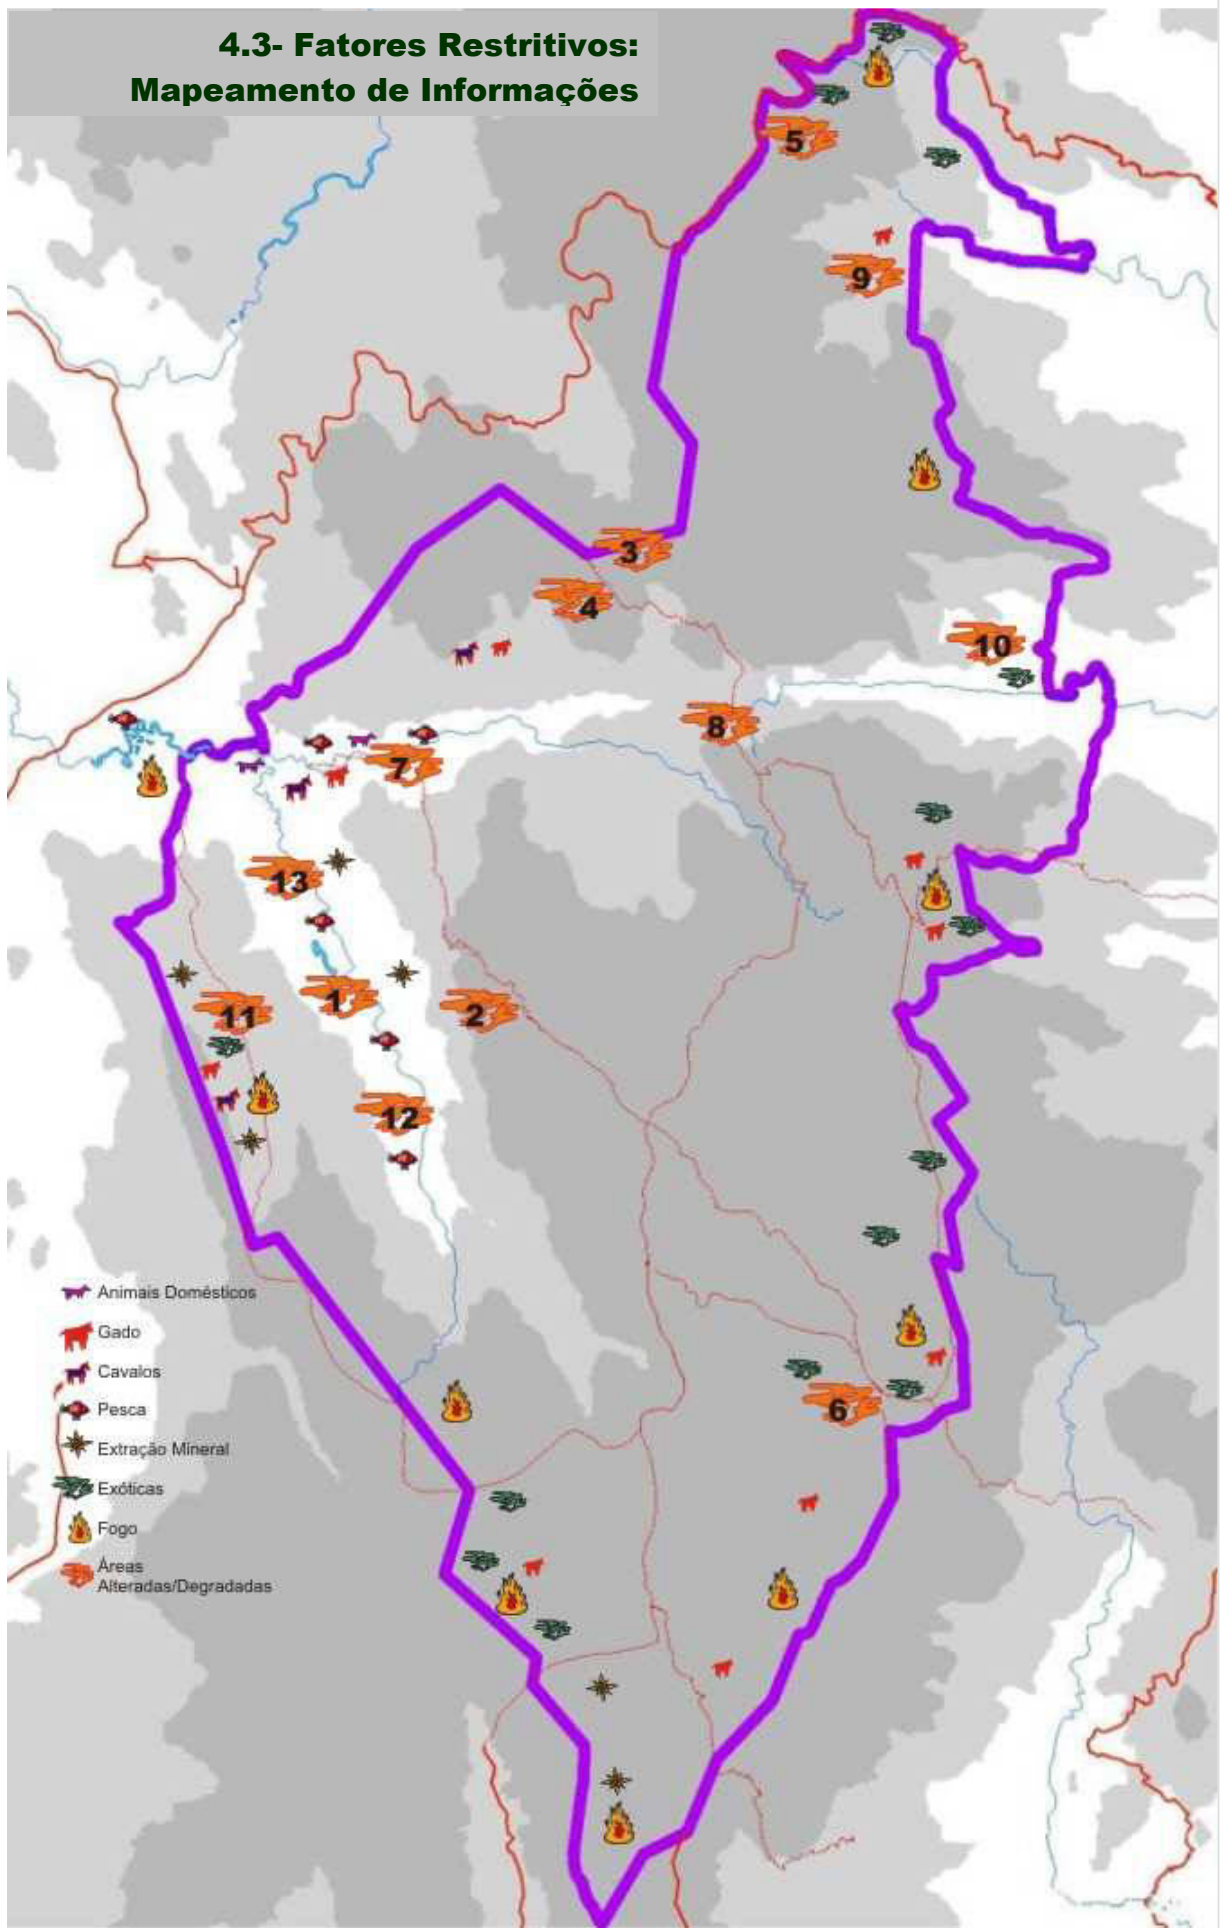 4.3- Fatores Restritivos:
Mapeamento de Informações
5
9
3
4
10
8
7
13
1
2
11
12
6
Animais Domésticos
Gado
Cavalos
Pesca
Extração Mineral
Exóticas
Fogo
Áreas
Alteradas/Degradadas